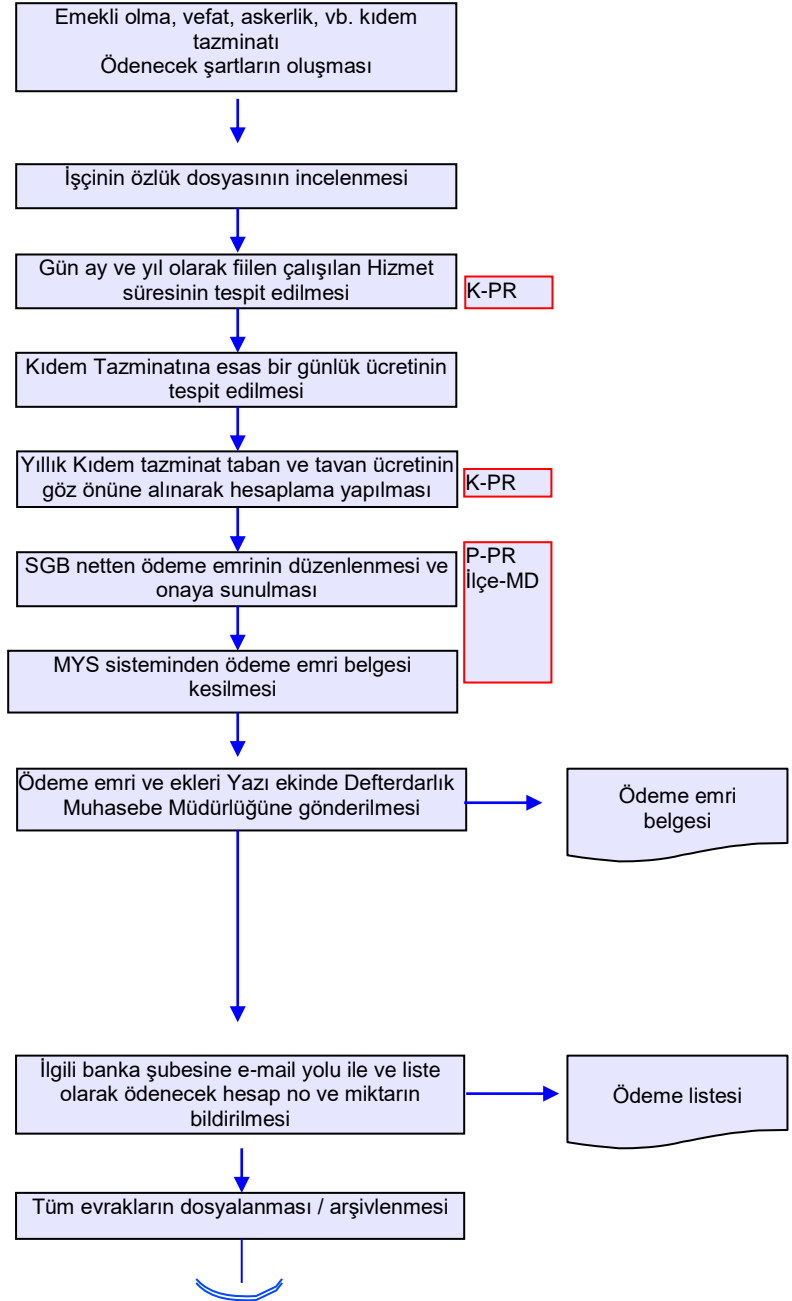 Emekli olma, vefat, askerlik, vb. kıdem
tazminatı
Ödenecek şartların oluşması
İşçinin özlük dosyasının incelenmesi
Gün ay ve yıl olarak fiilen çalışılan Hizmet
süresinin tespit edilmesi
K-PR
Kıdem Tazminatına esas bir günlük ücretinin
tespit edilmesi
Yıllık Kıdem tazminat taban ve tavan ücretinin
göz önüne alınarak hesaplama yapılması
K-PR
SGB netten ödeme emrinin düzenlenmesi ve
onaya sunulması
P-PR
İlçe-MD
MYS sisteminden ödeme emri belgesi
kesilmesi
Ödeme emri ve ekleri Yazı ekinde Defterdarlık
Muhasebe Müdürlüğüne gönderilmesi
Ödeme emri
belgesi
İlgili banka şubesine e-mail yolu ile ve liste
olarak ödenecek hesap no ve miktarın
bildirilmesi
Ödeme listesi
Tüm evrakların dosyalanması / arşivlenmesi